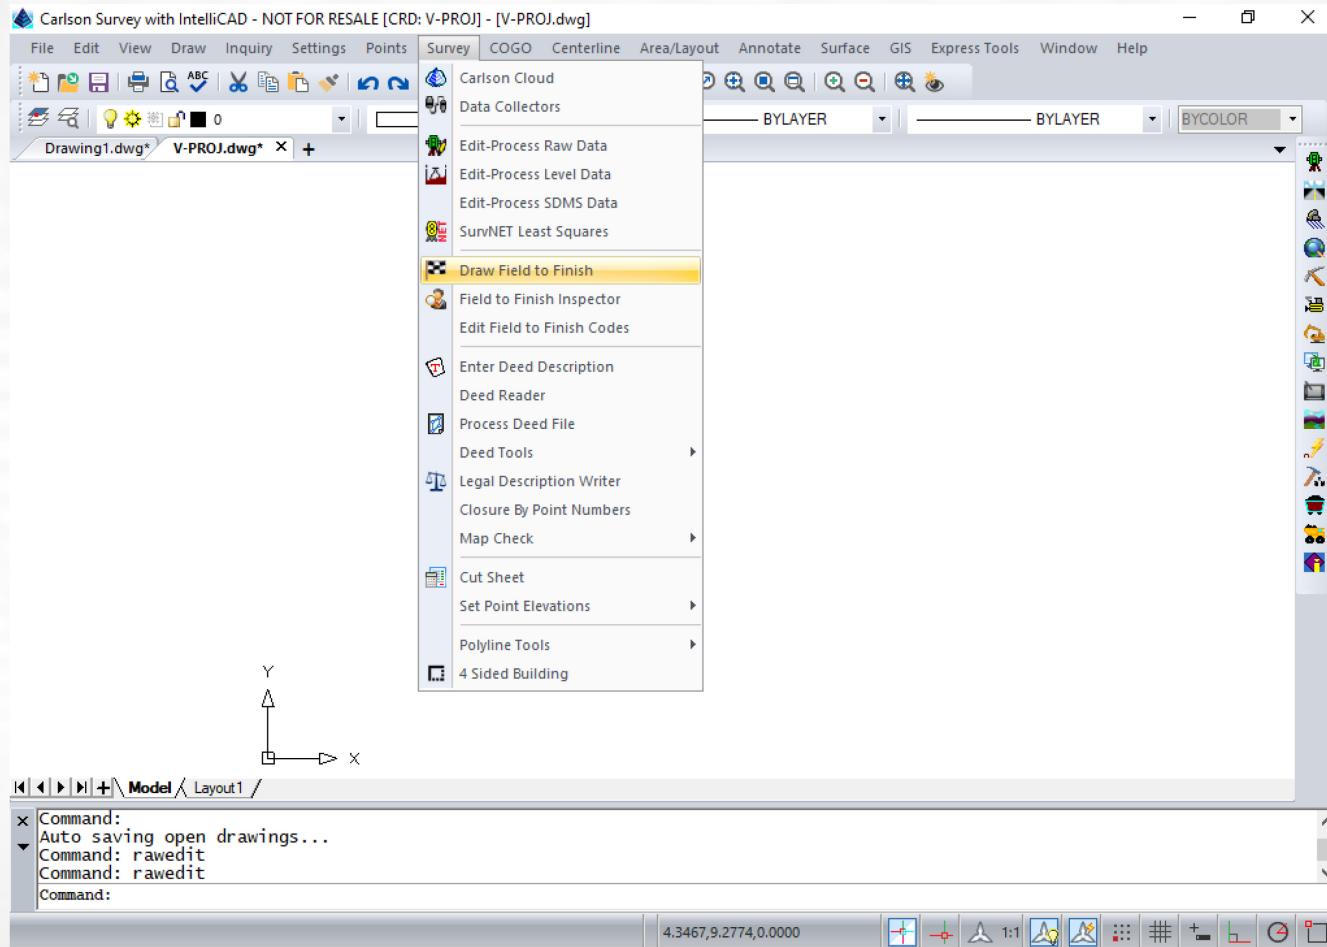 Carlson Survey with IntelliCAD - NOT FOR RESALE [CRD: V-PROJ] - [V-PROJ.dwg]
File Edit View Draw Inquiry Settings Points Survey COGO Centerline Area/Layout Annotate Surface GIS Express Tools Window Help
ABC
0
BYLAYER BYLAYER BYCOLOR
Drawing1.dwg* V-PROJ.dwg*
Carlson Cloud
Data Collectors
Edit-Process Raw Data
Edit-Process Level Data
Edit-Process SDMS Data
SurvNET Least Squares
Draw Field to Finish
Field to Finish Inspector
Edit Field to Finish Codes
Enter Deed Description
Deed Reader
Process Deed File
Deed Tools
Legal Description Writer
Closure By Point Numbers
Map Check
Cut Sheet
Set Point Elevations
Polyline Tools
4 Sided Building
Y
X
Model Layout1
Command:
Auto saving open drawings...
Command: rawedit
Command: rawedit
Command:
4.3467,9.2774,0.0000 1:1